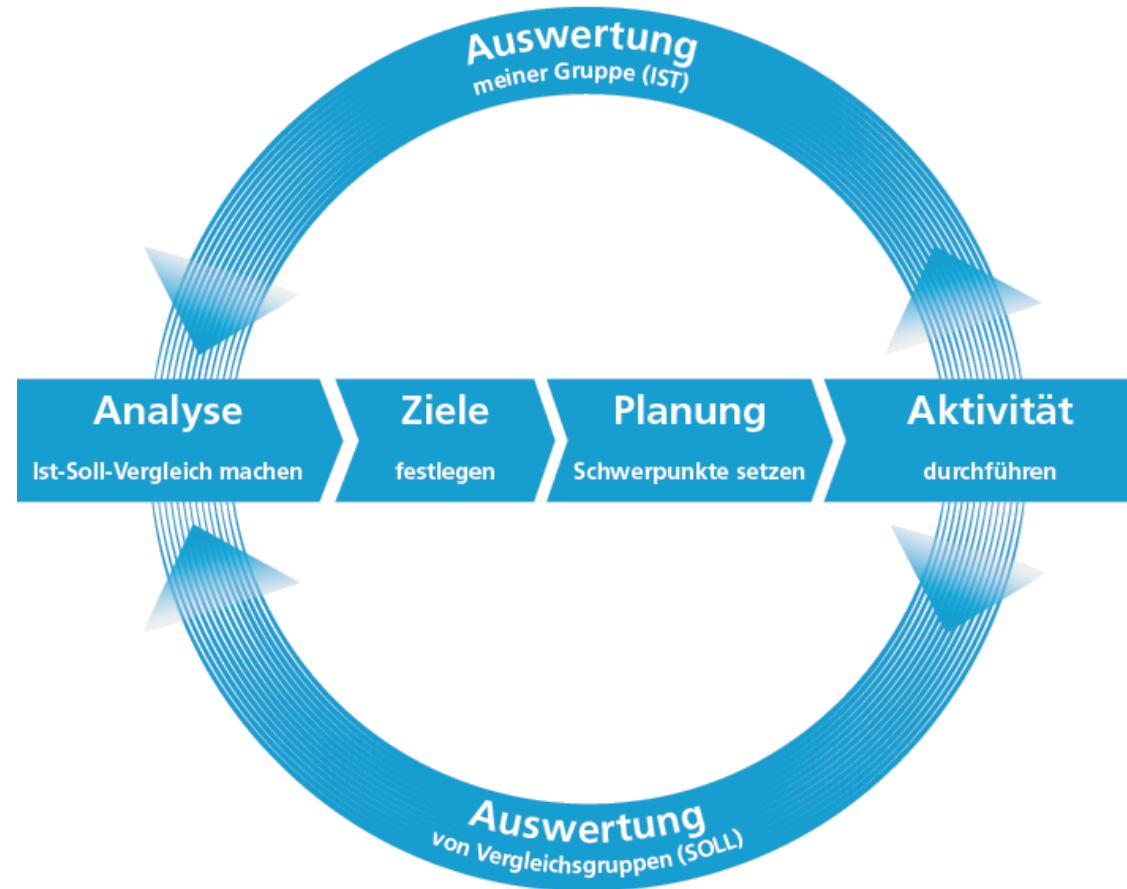 Auswertung
meiner Gruppe (IST)
Analyse
Ist-Soll-Vergleich machen
Ziele
festlegen
Planung
Schwerpunkte setzen
Aktivität
durchführen
Auswertung
von Vergleichsgruppen (SOLL)